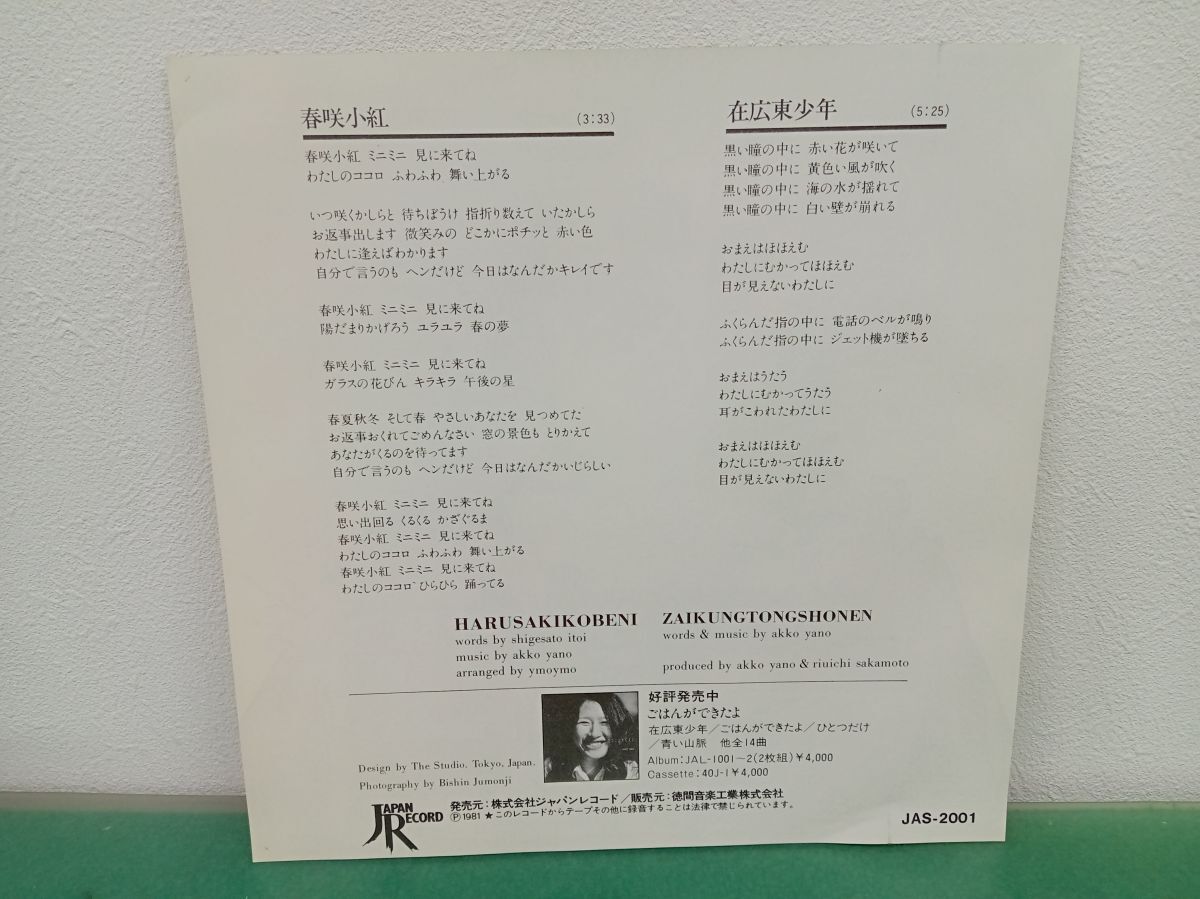 春咲小紅 (3:33)
春咲小紅 ミニミニ 見に来てね
わたしのココロ ふわふわ 舞い上がる
いつ咲くかしらと 待ちぼうけ 指折り数えて いたかしら
お返事出します 微笑みの どこかにポチッと 赤い色
わたしに逢えばわかります
自分で言うのも ヘンだけど 今日はなんだかキレイです
春咲小紅 ミニミニ 見に来てね
陽だまりかげろう ユラユラ 春の夢
春咲小紅 ミニミニ 見に来てね
ガラスの花びん キラキラ 午後の星
春夏秋冬 そして春 やさしいあなたを 見つめてた
お返事おくれてごめんなさい 窓の景色も とりかえて
あなたがくるのを待ってます
自分で言うのも ヘンだけど 今日はなんだかいじらしい
春咲小紅 ミニミニ 見に来てね
思い出回る くるくる かざぐるま
春咲小紅 ミニミニ 見に来てね
わたしのココロ ふわふわ 舞い上がる
春咲小紅 ミニミニ 見に来てね
わたしのココロ ひらひら 踊ってる
在広東少年 (5:25)
黒い瞳の中に 赤い花が咲いて
黒い瞳の中に 黄色い風が吹く
黒い瞳の中に 海の水が揺れて
黒い瞳の中に 白い壁が崩れる
おまえはほほえむ
わたしにむかってほほえむ
目が見えないわたしに
ふくらんだ指の中に 電話のベルが鳴り
ふくらんだ指の中に ジェット機が墜ちる
おまえはうたう
わたしにむかってうたう
耳がこわれたわたしに
おまえはほほえむ
わたしにむかってほほえむ
目が見えないわたしに
HARUSAKIKOBENI
words by shigesato itoi
music by akko yano
arranged by ymoymo
ZAIKUNGTONGSHONEN
words & music by akko yano
produced by akko yano & riuichi sakamoto
好評発売中
ごはんができたよ
在広東少年／ごはんができたよ／ひとつだけ
／青い山脈 他全14曲
Album:JAL-1001～2(2枚組)¥4,000
Cassette:40J-1¥4,000
Design by The Studio. Tokyo, Japan.
Photography by Bishin Jumonji
JAPAN RECORD
発売元：株式会社ジャパンレコード／販売元：徳間音楽工業株式会社
Ⓟ1981 ★このレコードからテープその他に録音することは法律で禁じられています。
JAS-2001